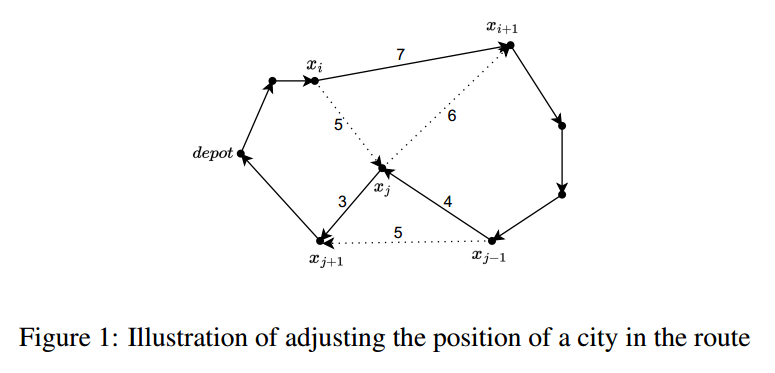 x_{i+1}
7
x_i
6
5
depot
x_j
3
4
5
x_{j+1}
x_{j-1}
Figure 1: Illustration of adjusting the position of a city in the route